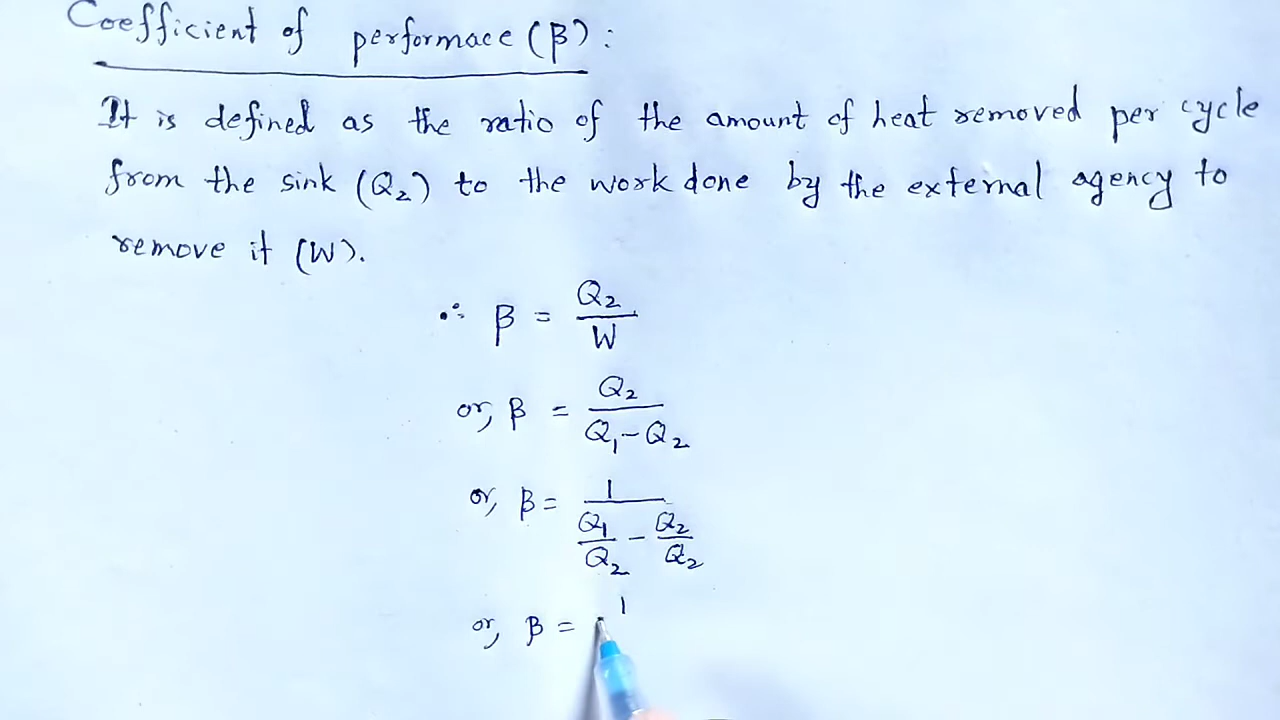 Coefficient of performace (β):
It is defined as the ratio of the amount of heat removed per cycle
from the sink (Q₂) to the work done by the external agency to
remove it (W).
∴ β = Q₂/W
or, β = Q₂/(Q₁-Q₂)
or, β = 1/(Q₁/Q₂ - Q₂/Q₂)
or, β = 1